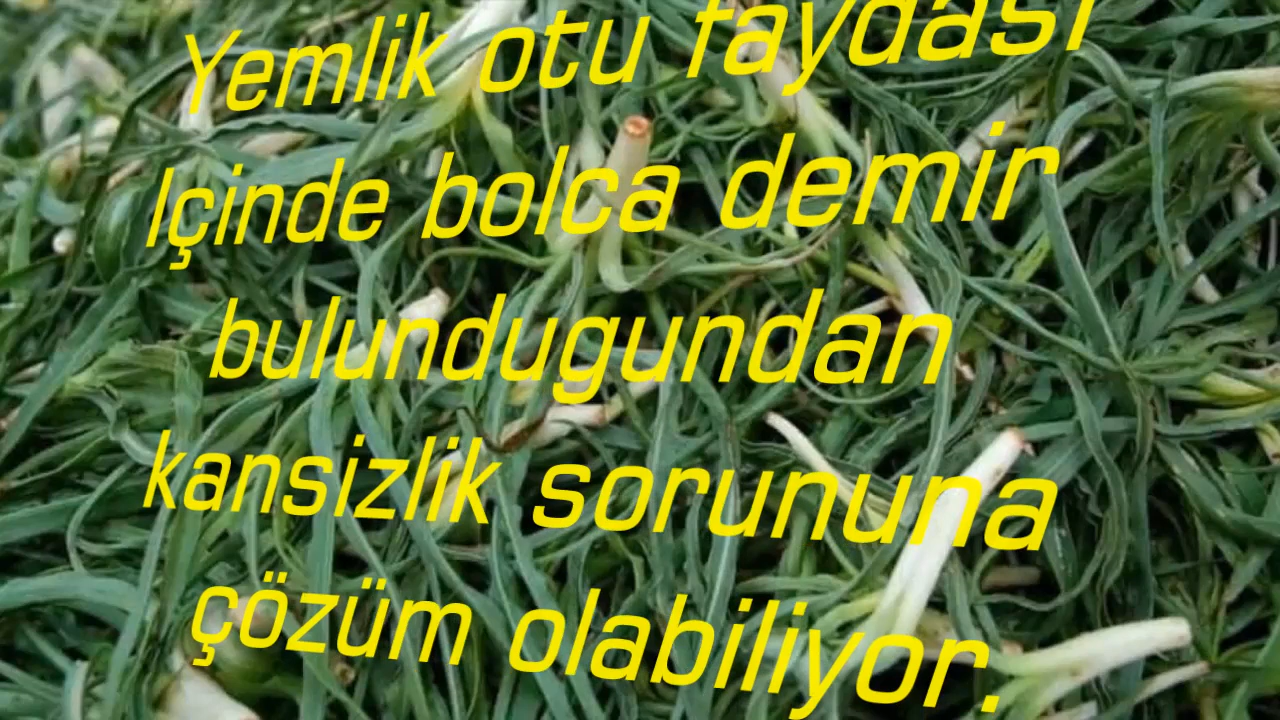 Yemlik otu faydası
Içinde bolca demir
bulundugundan
kansizlik sorununa
çözüm olabiliyor.